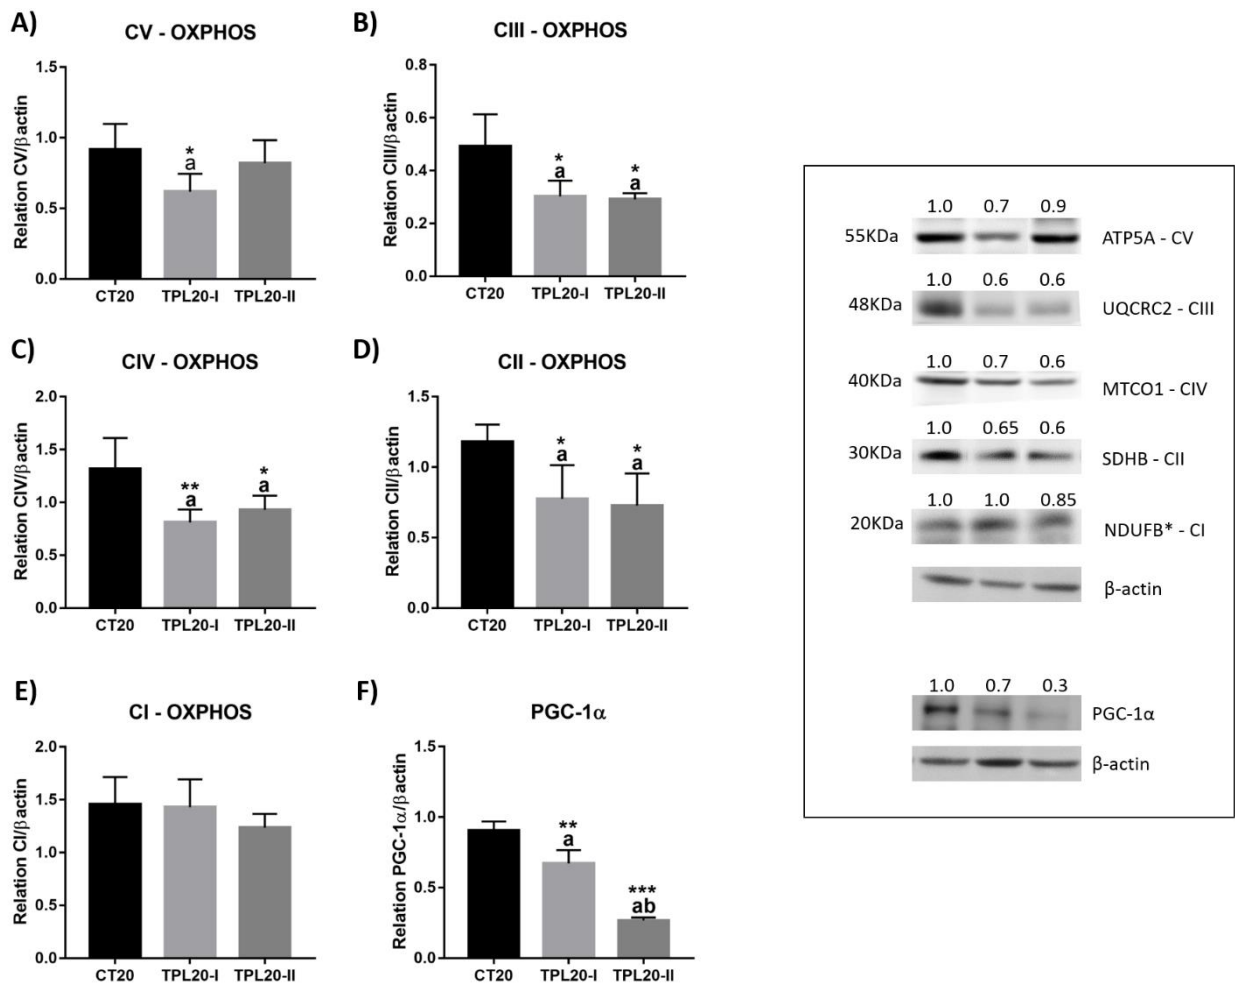 A)
CV - OXPHOS
Relation CV/β actin
1.5
1.0
0.5
0.0
*
a
CT20 TPL20-I TPL20-II
B)
CIII - OXPHOS
Relation CIII/β actin
0.8
0.6
0.4
0.2
0.0
*
a
*
a
CT20 TPL20-I TPL20-II
C)
CIV - OXPHOS
Relation CIV/β actin
2.0
1.5
1.0
0.5
0.0
**
a
*
a
CT20 TPL20-I TPL20-II
D)
CII - OXPHOS
Relation CII/β actin
1.5
1.0
0.5
0.0
*
a
*
a
CT20 TPL20-I TPL20-II
E)
CI - OXPHOS
Relation CI/β actin
2.0
1.5
1.0
0.5
0.0
CT20 TPL20-I TPL20-II
F)
PGC-1α
Relation PGC-1α/β actin
1.5
1.0
0.5
0.0
**
a
***
ab
CT20 TPL20-I TPL20-II
1.0 0.7 0.9
55KDa ATP5A - CV
1.0 0.6 0.6
48KDa UQCRC2 - CIII
1.0 0.7 0.6
40KDa MTCO1 - CIV
1.0 0.65 0.6
30KDa SDHB - CII
1.0 1.0 0.85
20KDa NDUFB* - CI
β-actin
1.0 0.7 0.3
PGC-1α
β-actin